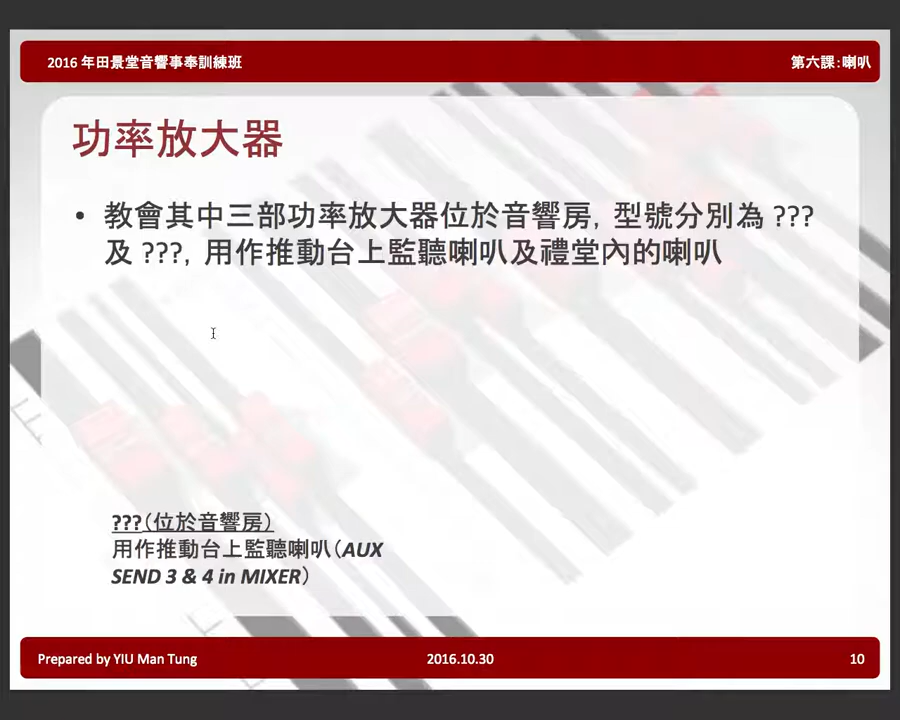 2016 年田景堂音響事奉訓練班
第六課：喇叭
功率放大器
• 教會其中三部功率放大器位於音響房，型號分別為 ???
及 ???，用作推動台上監聽喇叭及禮堂內的喇叭
???（位於音響房）
用作推動台上監聽喇叭（AUX
SEND 3 & 4 in MIXER）
Prepared by YIU Man Tung
2016.10.30
10